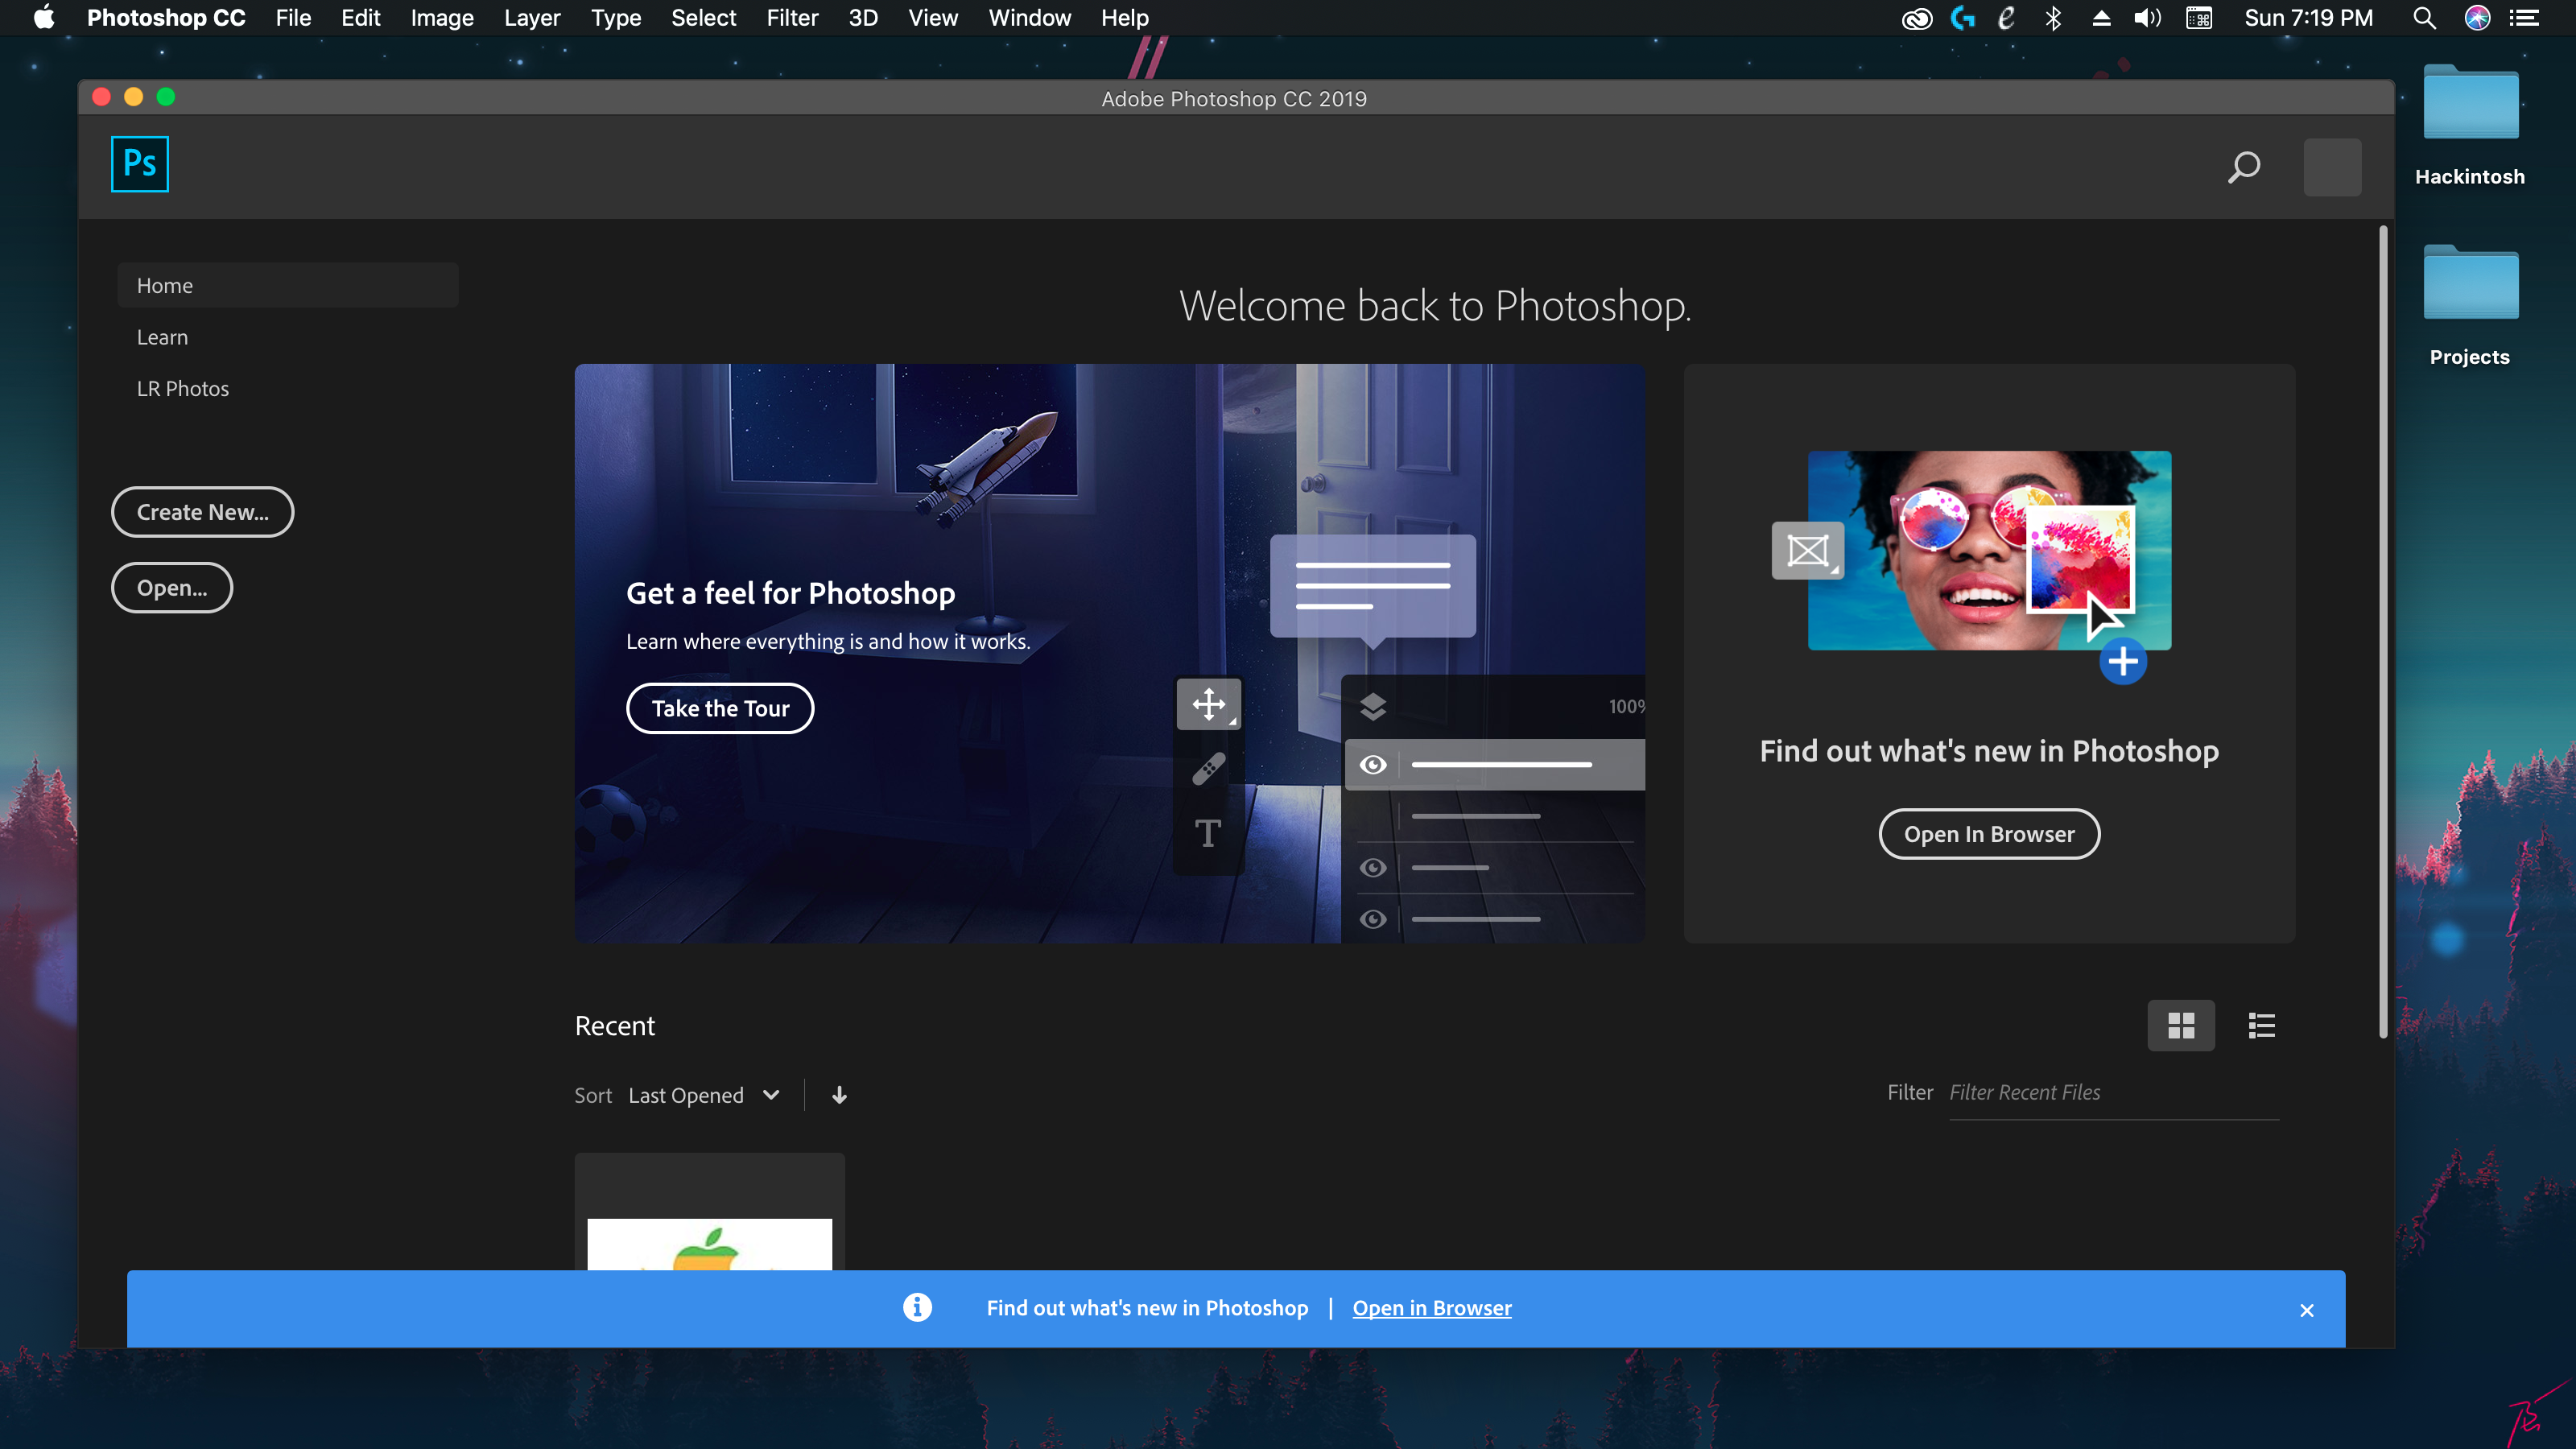 Photoshop CC File Edit Image Layer Type Select Filter 3D View Window Help Sun 7:19 PM
Adobe Photoshop CC 2019
Ps
Hackintosh
Home
Learn
LR Photos
Create New...
Open...
Welcome back to Photoshop.
Get a feel for Photoshop
Learn where everything is and how it works.
Take the Tour
T
100%
Find out what's new in Photoshop
Open In Browser
Projects
Recent
Sort Last Opened
Filter Filter Recent Files
Find out what's new in Photoshop | Open in Browser